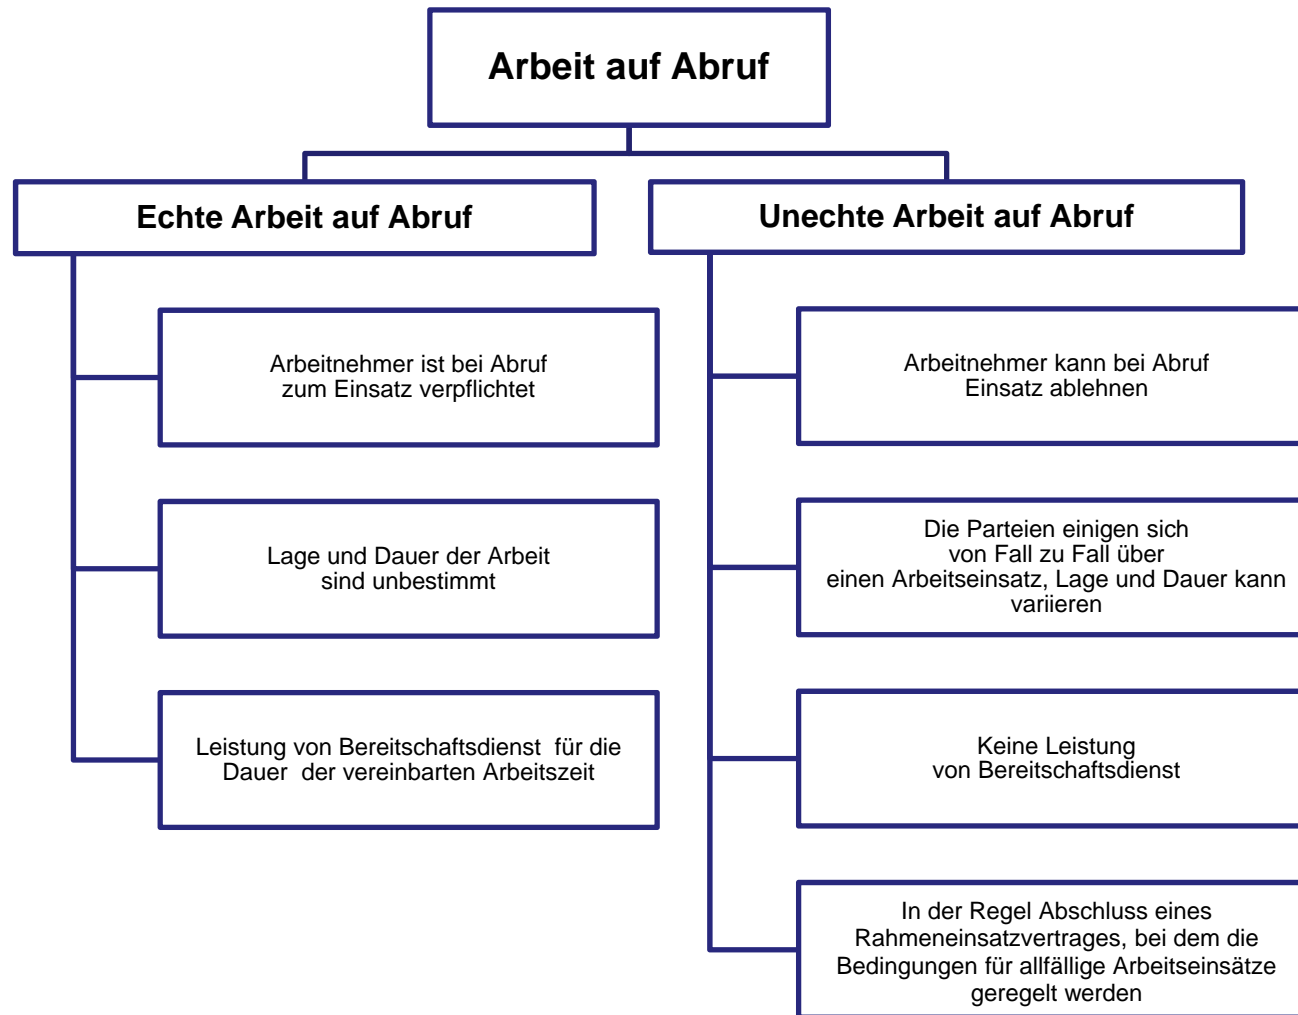 Arbeit auf Abruf
Echte Arbeit auf Abruf
Arbeitnehmer ist bei Abruf
zum Einsatz verpflichtet
Lage und Dauer der Arbeit
sind unbestimmt
Leistung von Bereitschaftsdienst für die
Dauer der vereinbarten Arbeitszeit
Unechte Arbeit auf Abruf
Arbeitnehmer kann bei Abruf
Einsatz ablehnen
Die Parteien einigen sich
von Fall zu Fall über
einen Arbeitseinsatz, Lage und Dauer kann
variieren
Keine Leistung
von Bereitschaftsdienst
In der Regel Abschluss eines
Rahmeneinsatzvertrages, bei dem die
Bedingungen für allfällige Arbeitseinsätze
geregelt werden